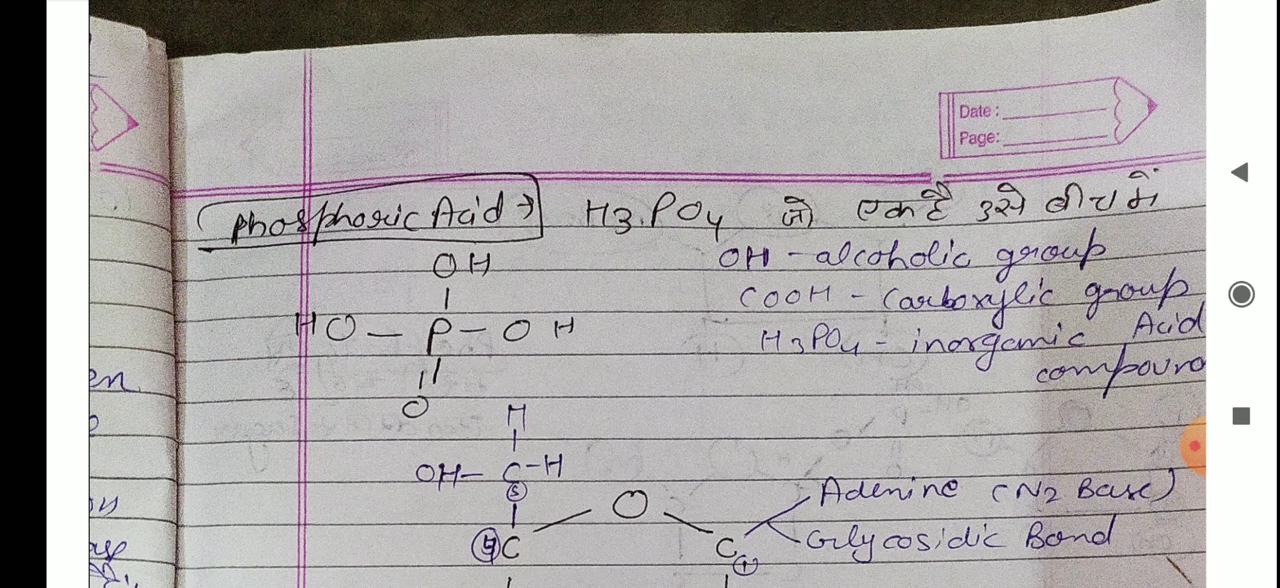 Date:
Page:
Phosphoric Acid → H3PO4 जो एक है उसे बीच में
OH - alcoholic group
COOH - Carboxylic group
H3PO4 - inorganic Acid
compound
OH
HO - P - OH
O
H
OH - C - H
5
O
Adenine (N2 Base)
4 C
C 1
Glycosidic Bond
en